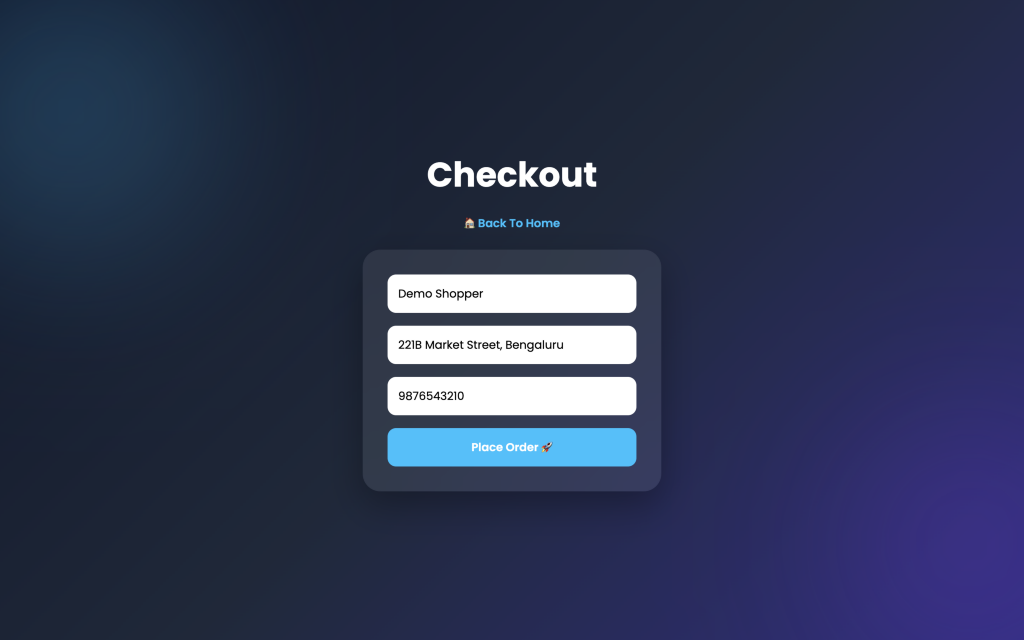 Checkout
🏠 Back To Home
Demo Shopper
221B Market Street, Bengaluru
9876543210
Place Order 🚀